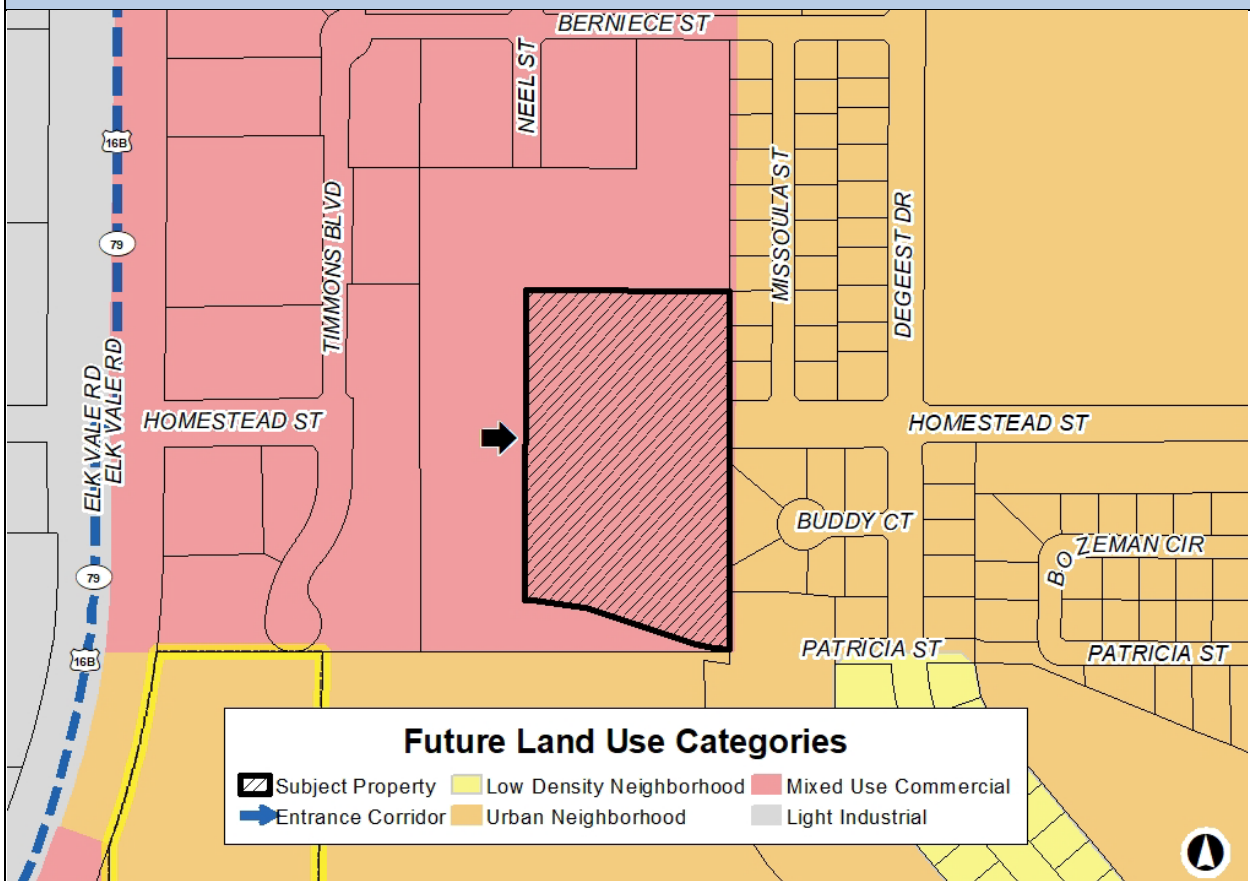 BERNIECE ST
NEEL ST
16B
MISSOULA ST
TIMMONS BLVD
DEGEEST DR
79
ELK VALE RD
ELK VALE RD
HOMESTEAD ST
HOMESTEAD ST
BUDDY CT
BOZEMAN CIR
79
PATRICIA ST
PATRICIA ST
16B
Future Land Use Categories
Subject Property Low Density Neighborhood Mixed Use Commercial
Entrance Corridor Urban Neighborhood Light Industrial